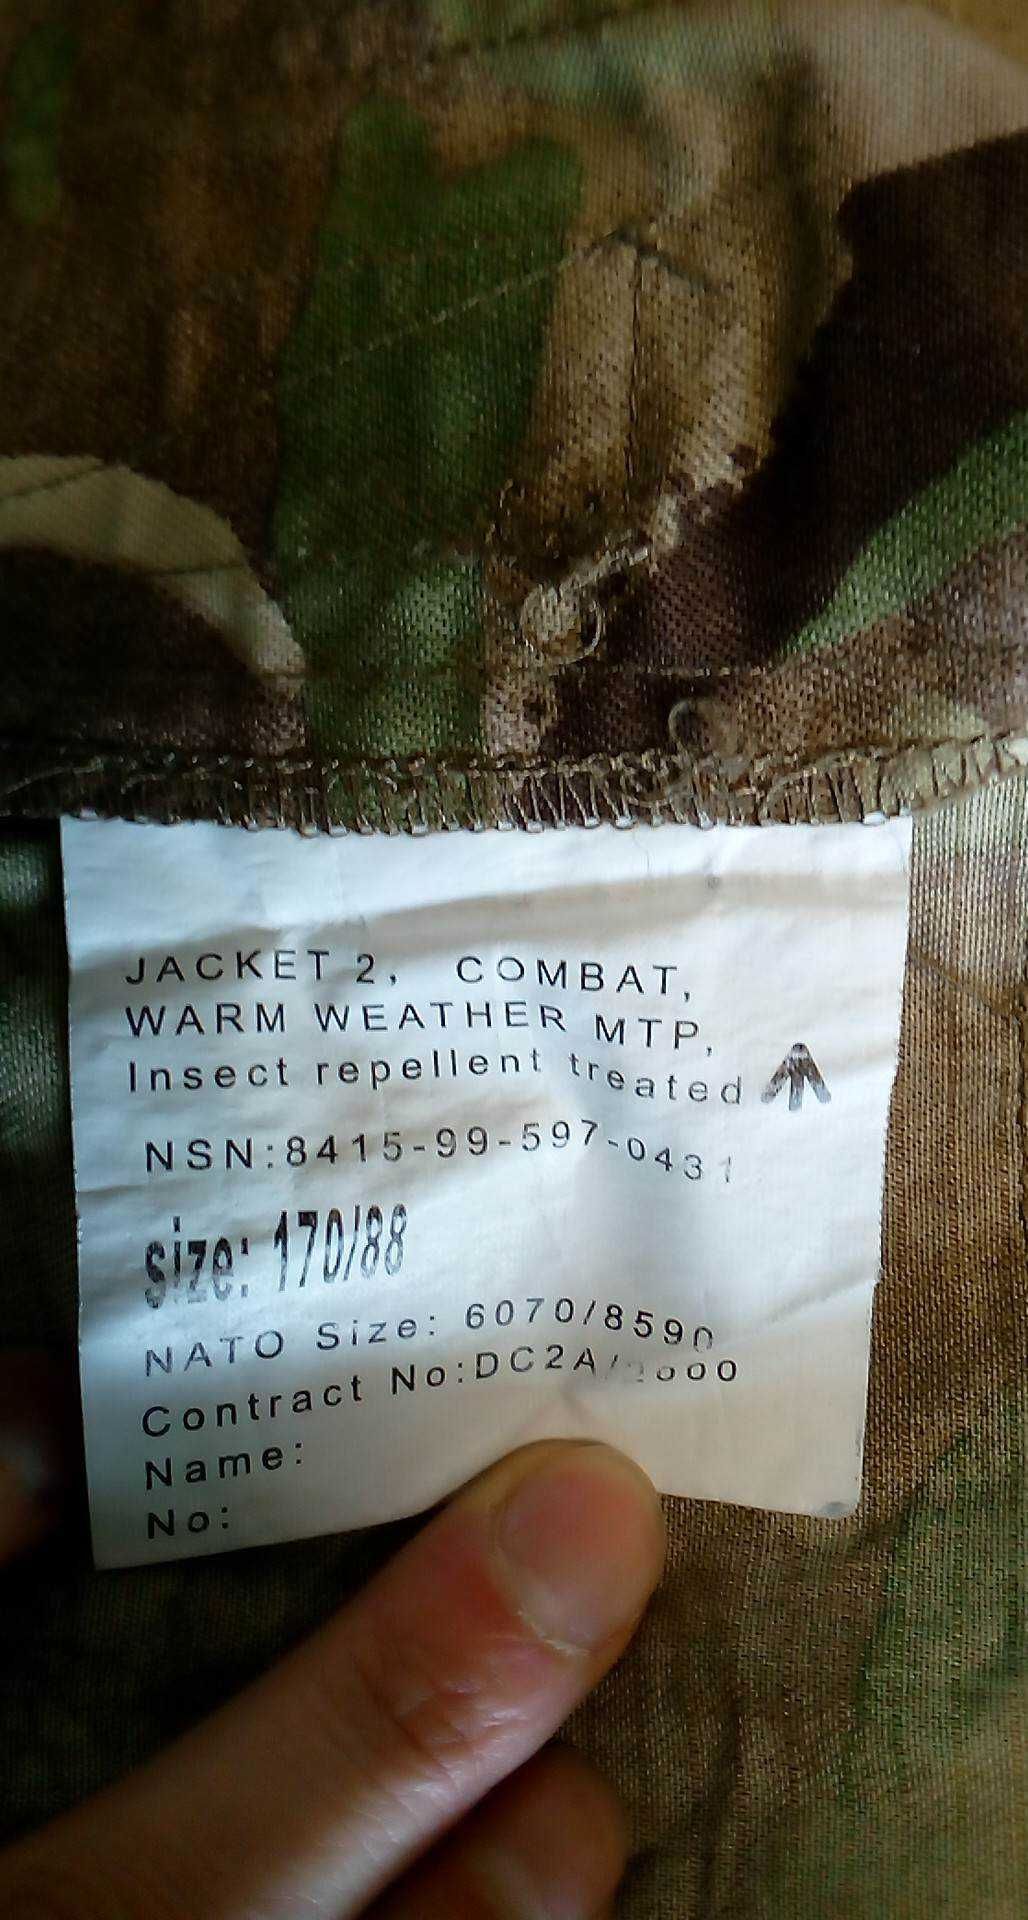 JACKET 2, COMBAT,
WARM WEATHER MTP,
Insect repellent treated
NSN:8415-99-597-0431
size: 170/88
NATO Size: 6070/8590
Contract No:DC2A/
Name:
No: